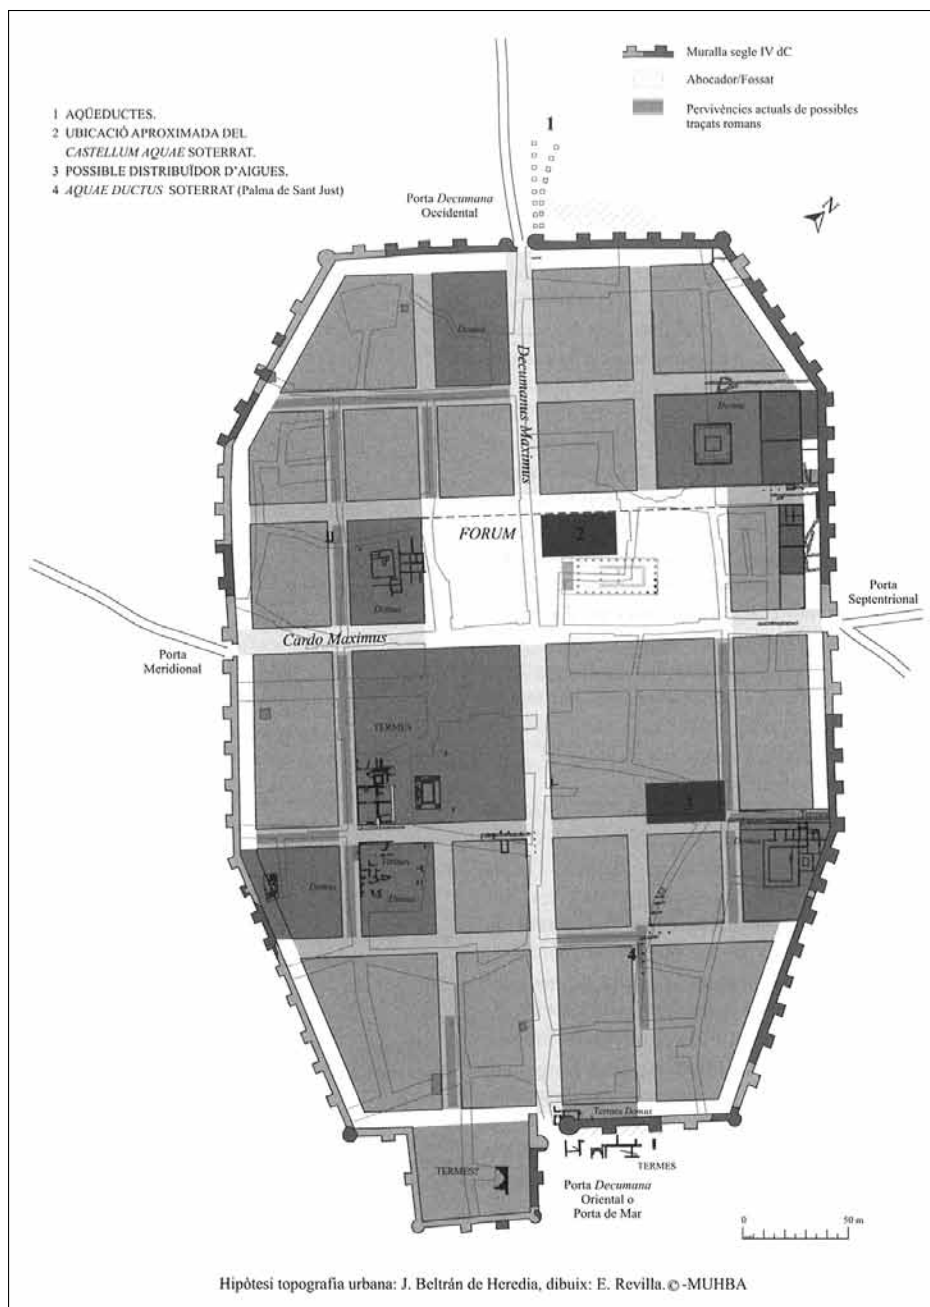 Muralla segle IV dC
Abocador/Fossat
Pervivències actuals de possibles
traçats romans
1 AQÜEDUCTES.
2 UBICACIÓ APROXIMADA DEL
CASTELLUM AQUAE SOTERRAT.
3 POSSIBLE DISTRIBUÏDOR D'AIGUES.
4 AQUAE DUCTUS SOTERRAT (Palma de Sant Just)
1
Porta Decumana
Occidental
N
Domus
Decumanus Maximus
Domus
FORUM
2
Domus
Porta
Septentrional
Cardo Maximus
Porta
Meridional
TERMES
3
Domus
Termes
Domus
Domus
4
Termes Domus
TERMES?
TERMES
Porta Decumana
Oriental o
Porta de Mar
0 50 m
Hipòtesi topografia urbana: J. Beltrán de Heredia, dibuix: E. Revilla. © -MUHBA